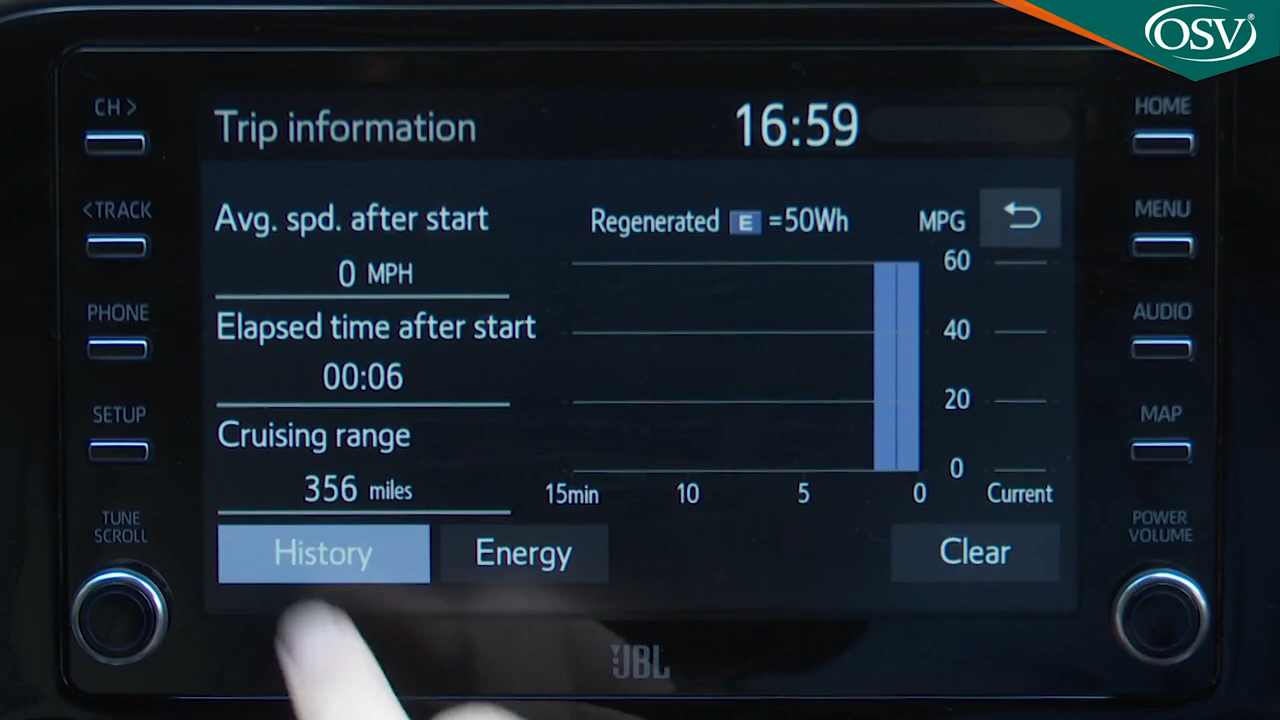 OSV®
CH >
<TRACK
PHONE
SETUP
TUNE
SCROLL
Trip information
16:59
Avg. spd. after start
0 MPH
Elapsed time after start
00:06
Cruising range
356 miles
Regenerated E =50Wh
MPG
60
40
20
0
15min 10 5 0 Current
History
Energy
Clear
HOME
MENU
AUDIO
MAP
POWER
VOLUME
JBL